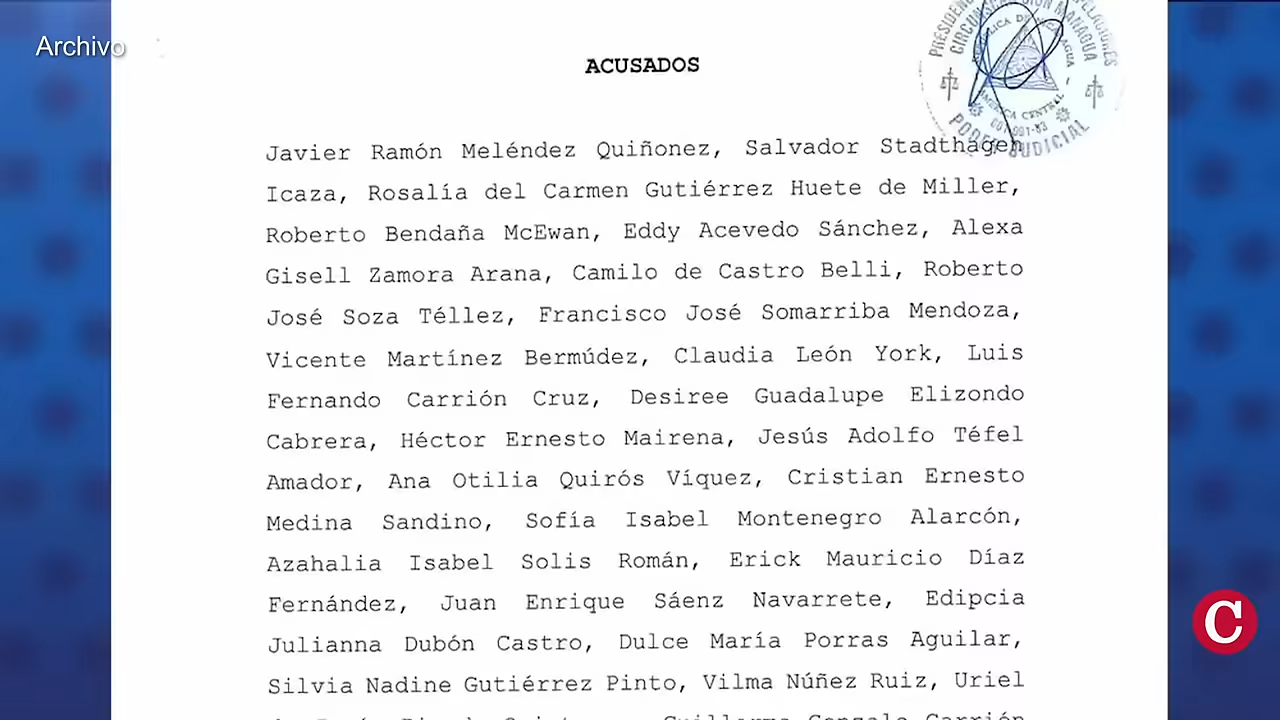 Archivo
ACUSADOS
PODER JUDICIAL
Javier Ramón Meléndez Quiñonez, Salvador Stadthagen
Icaza, Rosalía del Carmen Gutiérrez Huete de Miller,
Roberto Bendaña McEwan, Eddy Acevedo Sánchez, Alexa
Gisell Zamora Arana, Camilo de Castro Belli, Roberto
José Soza Téllez, Francisco José Somarriba Mendoza,
Vicente Martínez Bermúdez, Claudia León York, Luis
Fernando Carrión Cruz, Desiree Guadalupe Elizondo
Cabrera, Héctor Ernesto Mairena, Jesús Adolfo Téfel
Amador, Ana Otilia Quirós Víquez, Cristian Ernesto
Medina Sandino, Sofía Isabel Montenegro Alarcón,
Azahalia Isabel Solis Román, Erick Mauricio Díaz
Fernández, Juan Enrique Sáenz Navarrete, Edipcia
Julianna Dubón Castro, Dulce María Porras Aguilar,
Silvia Nadine Gutiérrez Pinto, Vilma Núñez Ruiz, Uriel
C